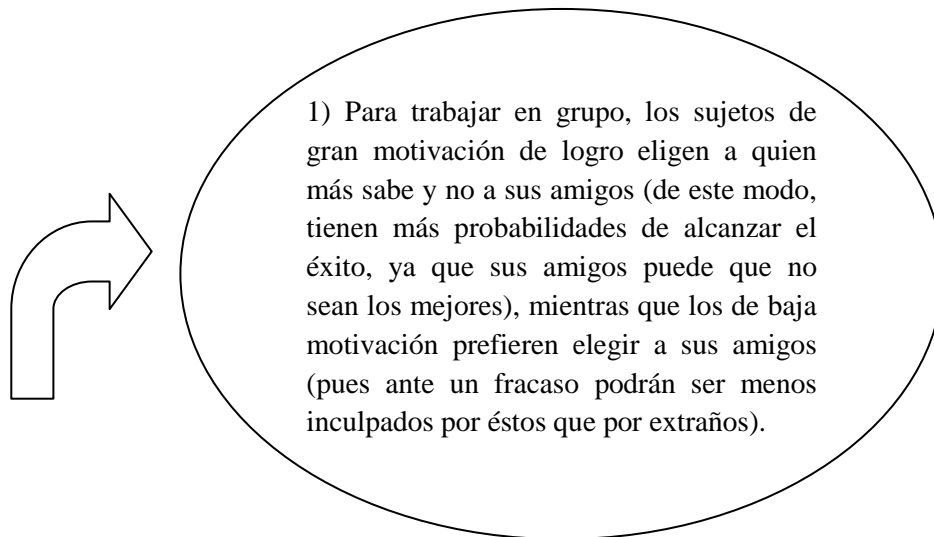 1) Para trabajar en grupo, los sujetos de
gran motivación de logro eligen a quien
más sabe y no a sus amigos (de este modo,
tienen más probabilidades de alcanzar el
éxito, ya que sus amigos puede que no
sean los mejores), mientras que los de baja
motivación prefieren elegir a sus amigos
(pues ante un fracaso podrán ser menos
inculpados por éstos que por extraños).